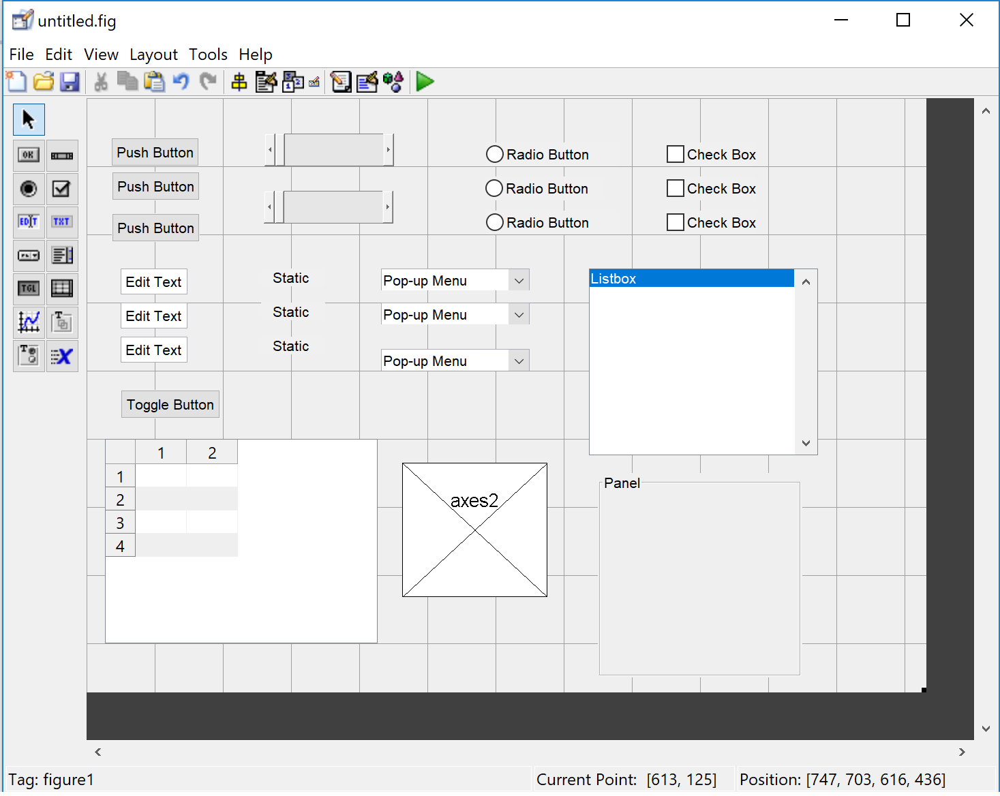 untitled.fig
File Edit View Layout Tools Help
OK
EDIT TXT
TGL
T
T
X
Push Button
Radio Button
Check Box
Push Button
Radio Button
Check Box
Push Button
Radio Button
Check Box
Edit Text
Static
Pop-up Menu
Listbox
Edit Text
Static
Pop-up Menu
Edit Text
Static
Pop-up Menu
Toggle Button
1 2
1
2
3
4
axes2
Panel
Tag: figure1
Current Point: [613, 125]
Position: [747, 703, 616, 436]